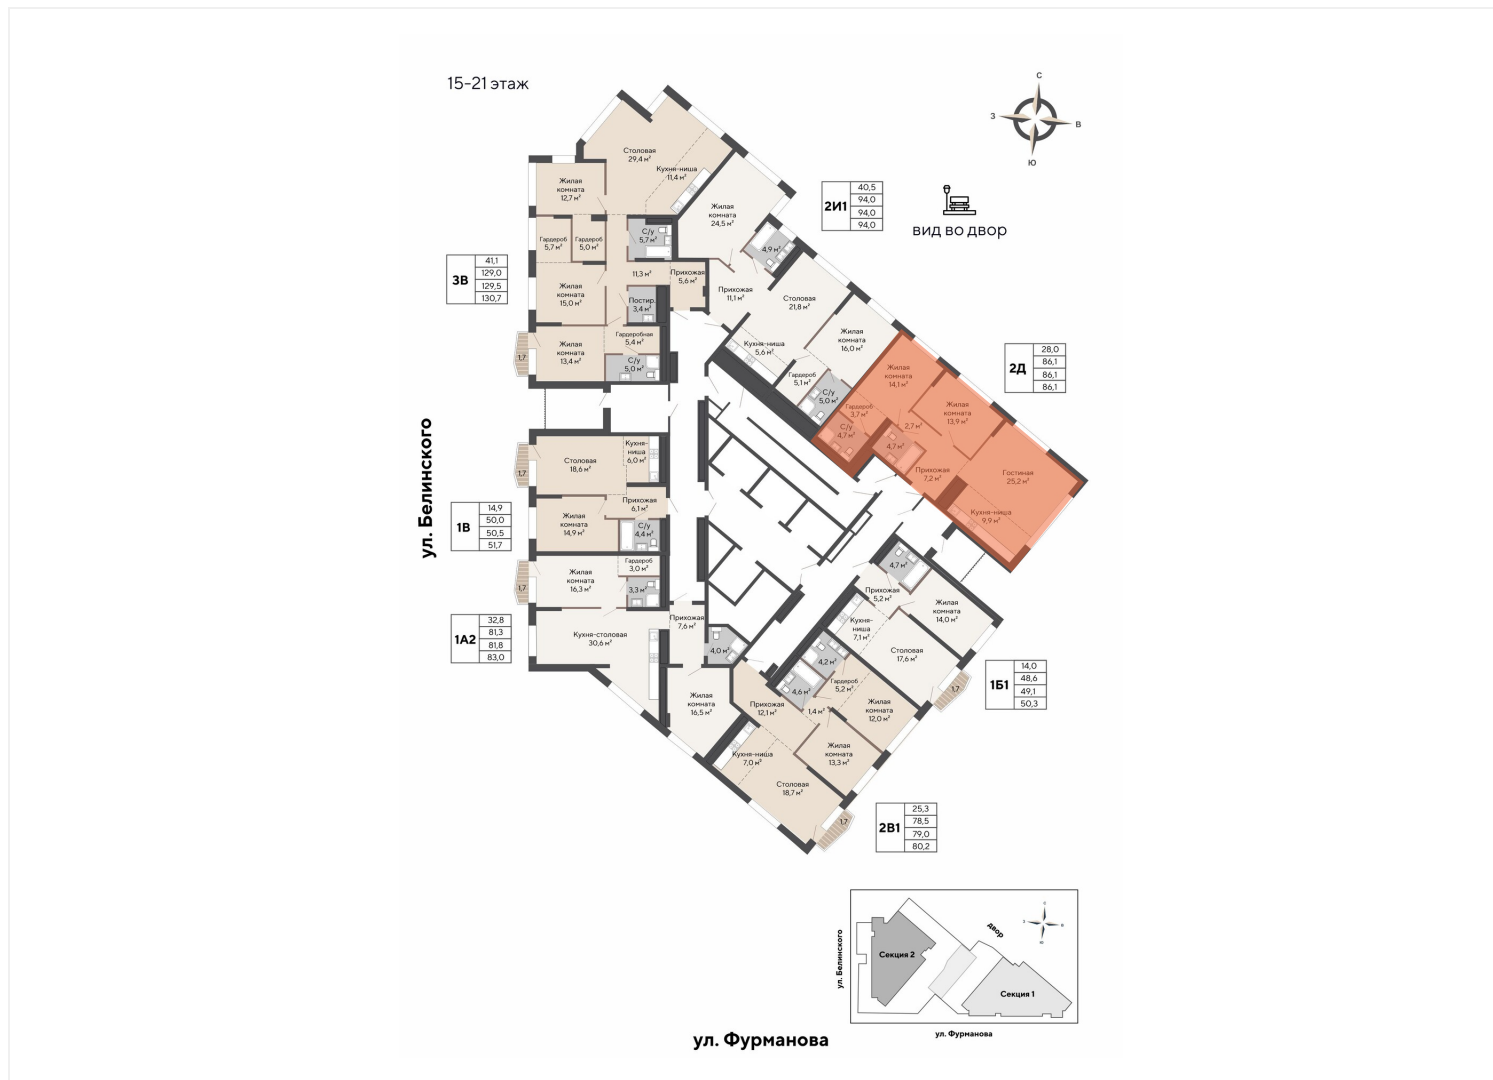 15-21 этаж
С
З
В
Ю
Столовая
29,4 м²
Кухня-ниша
11,4 м²
Жилая
комната
12,7 м²
Гардероб
5,7 м²
Гардероб
5,0 м²
С/у
5,7 м²
11,3 м²
Прихожая
5,6 м²
Жилая
комната
15,0 м²
Постир.
3,4 м²
Гардеробная
5,4 м²
Жилая
комната
13,4 м²
С/у
5,0 м²
1,7
3В
41,1
129,0
129,5
130,7
Жилая
комната
24,5 м²
4,9 м²
Прихожая
11,1 м²
Столовая
21,8 м²
Кухня-ниша
5,6 м²
Жилая
комната
16,0 м²
Гардероб
5,1 м²
С/у
5,0 м²
2И1
40,5
94,0
94,0
94,0
вид во двор
Жилая
комната
14,1 м²
Гардероб
3,7 м²
С/у
4,7 м²
Жилая
комната
13,9 м²
2,7 м²
4,7 м²
Прихожая
7,2 м²
Гостиная
25,2 м²
Кухня-ниша
9,9 м²
2Д
28,0
86,1
86,1
86,1
ул. Белинского
Столовая
18,6 м²
Кухня-
ниша
6,0 м²
1,7
Прихожая
6,1 м²
Жилая
комната
14,9 м²
С/у
4,4 м²
1В
14,9
50,0
50,5
51,7
Жилая
комната
16,3 м²
Гардероб
3,0 м²
3,3 м²
1,7
Кухня-столовая
30,6 м²
Прихожая
7,6 м²
4,0 м²
Жилая
комната
16,5 м²
1А2
32,8
81,3
81,8
83,0
4,7 м²
Прихожая
5,2 м²
Жилая
комната
14,0 м²
Кухня-
ниша
7,1 м²
Столовая
17,6 м²
1,7
1Б1
14,0
48,6
49,1
50,3
4,2 м²
4,6 м²
Гардероб
5,2 м²
Прихожая
12,1 м²
1,4 м²
Жилая
комната
12,0 м²
Жилая
комната
13,3 м²
Кухня-ниша
7,0 м²
Столовая
18,7 м²
1,7
2В1
25,3
78,5
79,0
80,2
ул. Белинского
Секция 2
двор
С
З
В
Ю
Секция 1
ул. Фурманова
ул. Фурманова